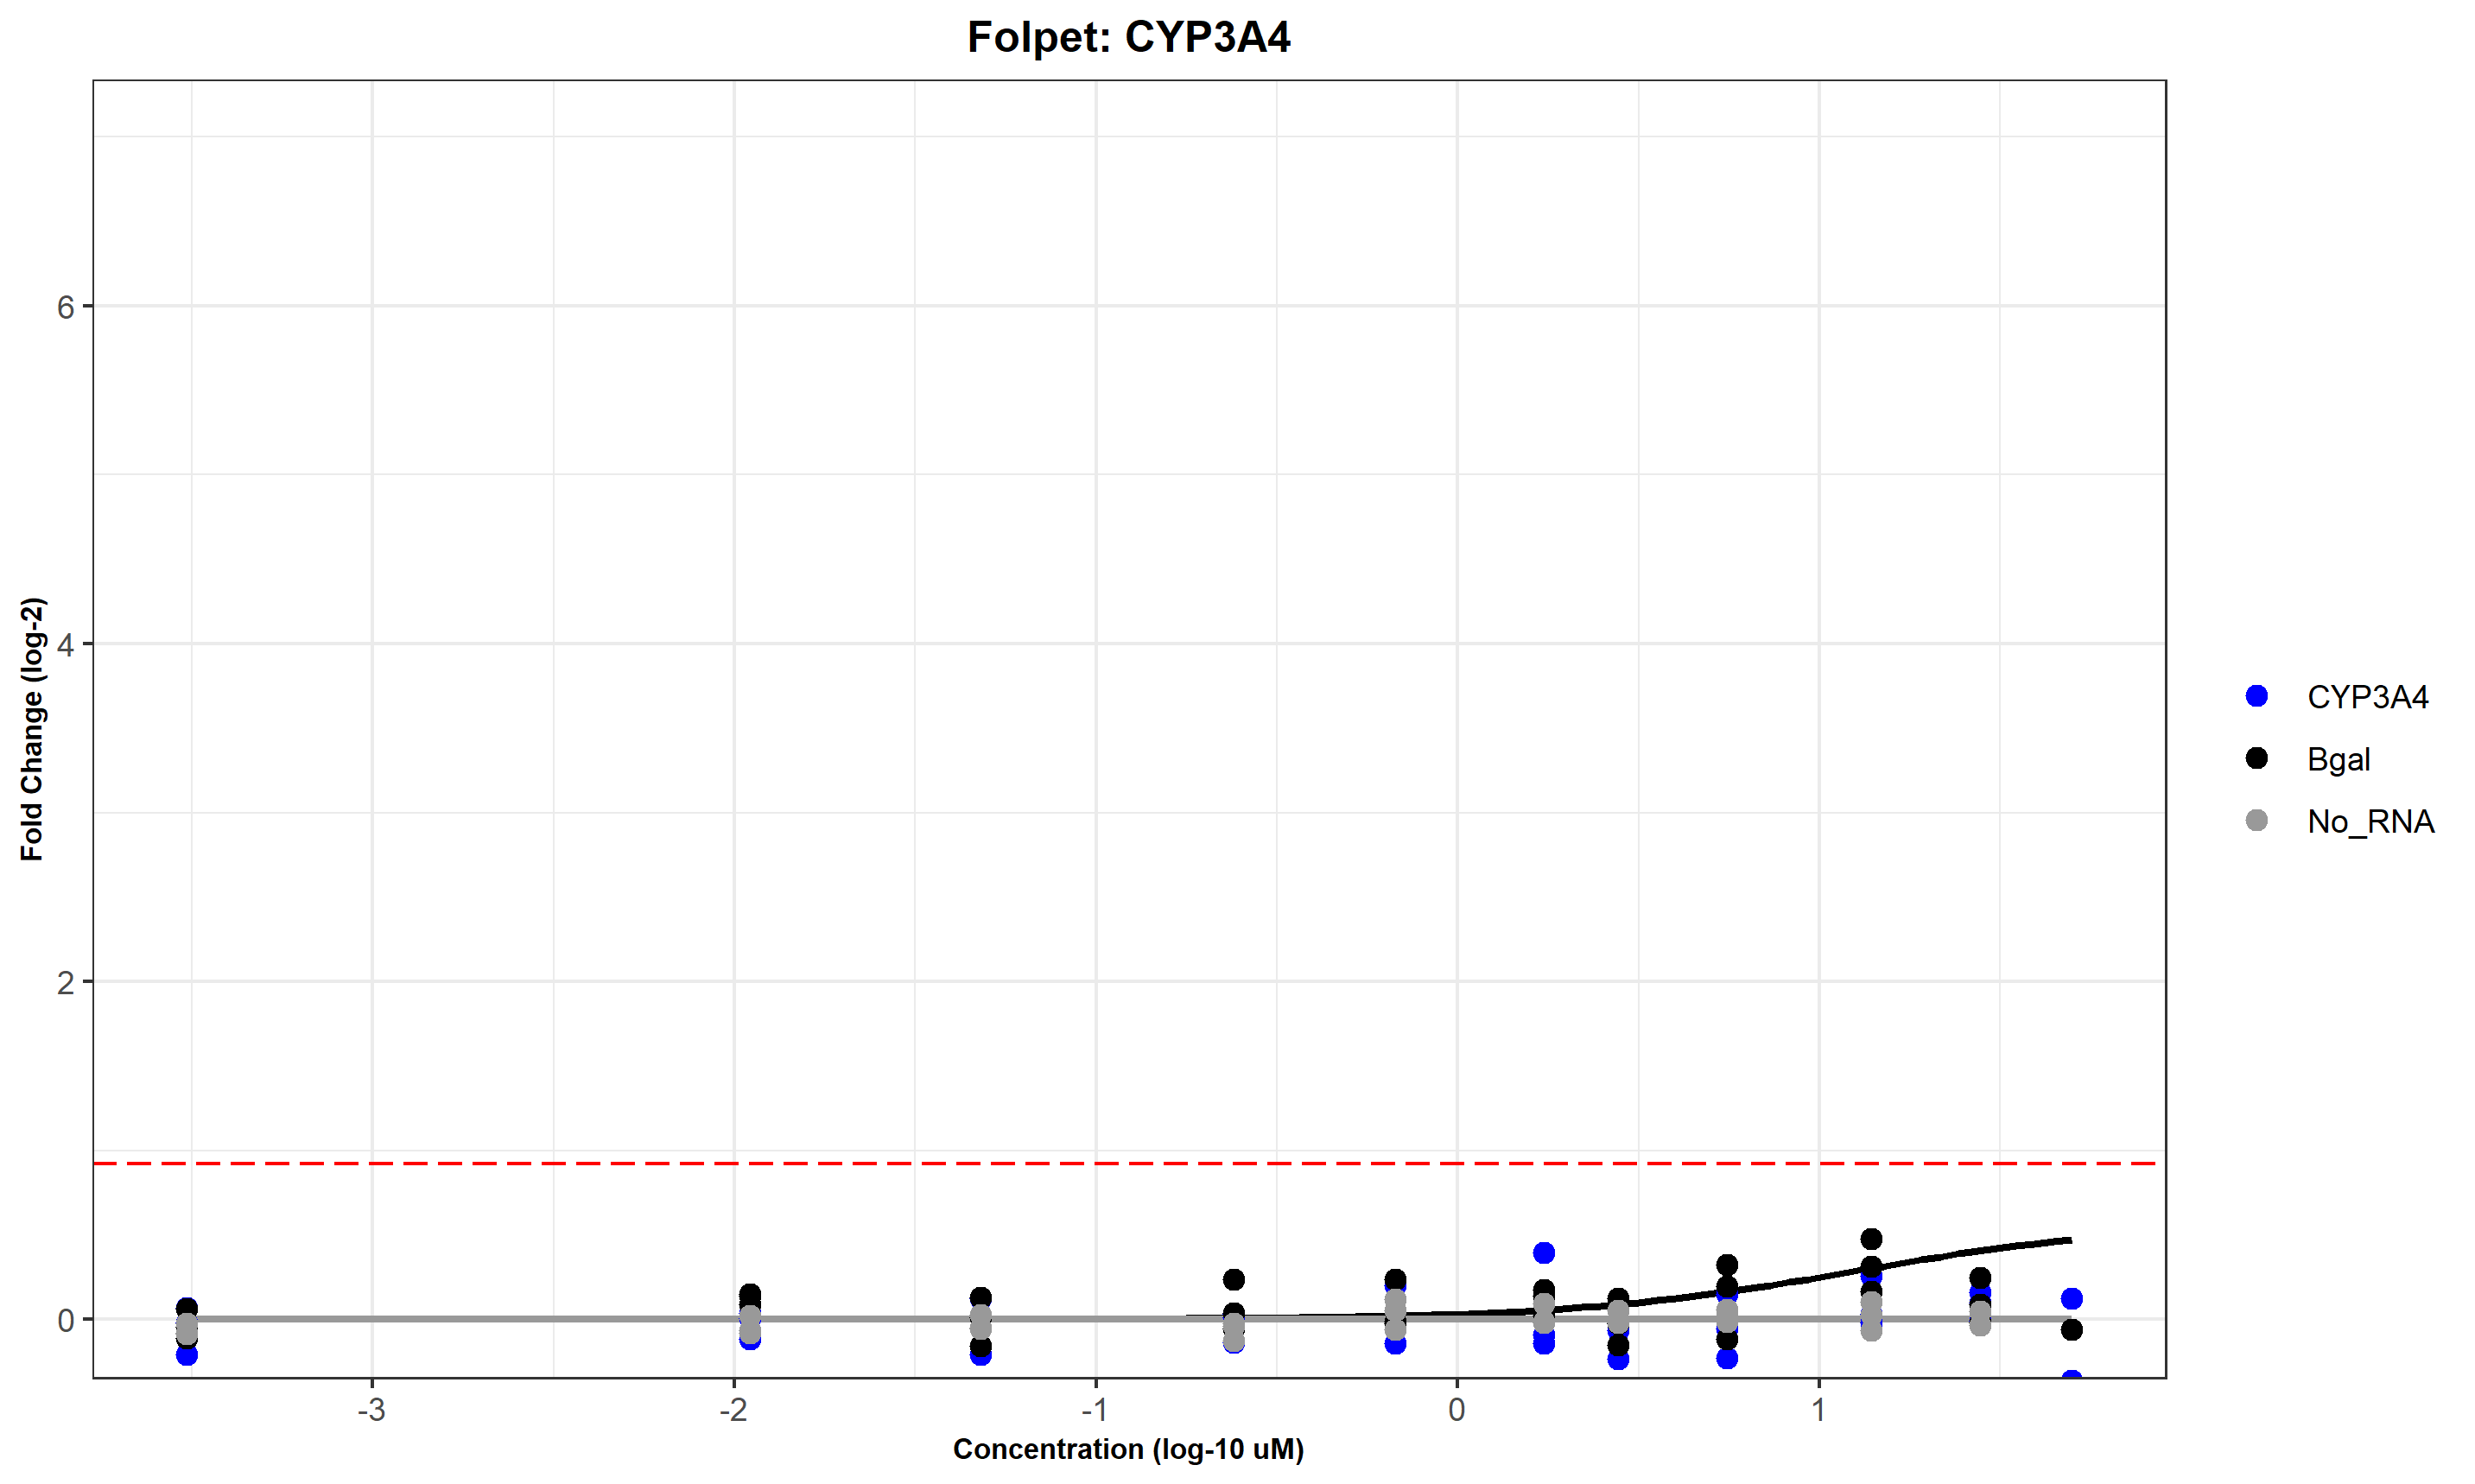 Folpet: CYP3A4
Fold Change (log-2)
6
4
2
0
-3
-2
-1
0
1
Concentration (log-10 uM)
CYP3A4
Bgal
No_RNA